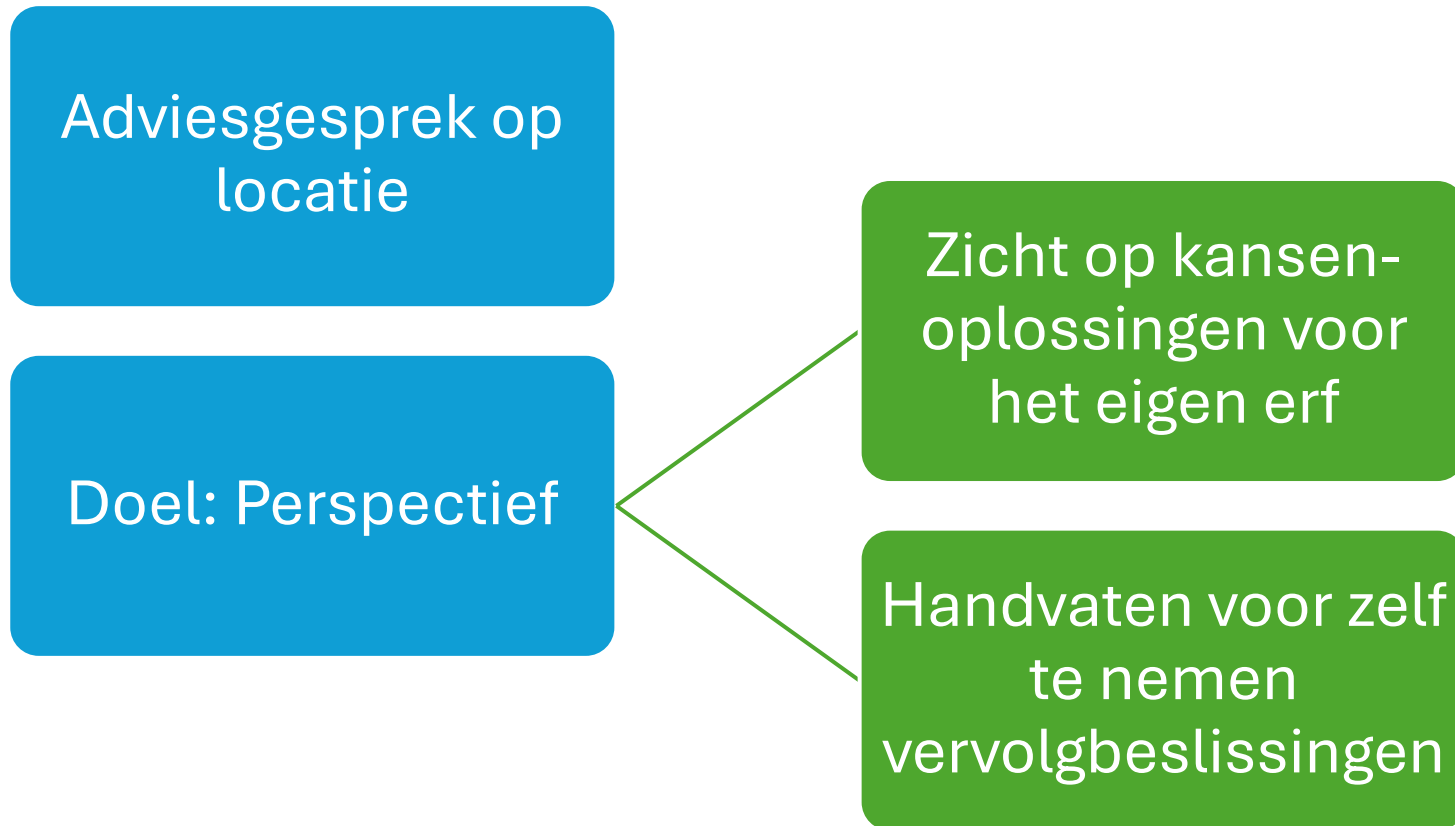 Adviesgesprek op
locatie
Doel: Perspectief
Zicht op kansen-
oplossingen voor
het eigen erf
Handvaten voor zelf
te nemen
vervolgbeslissingen